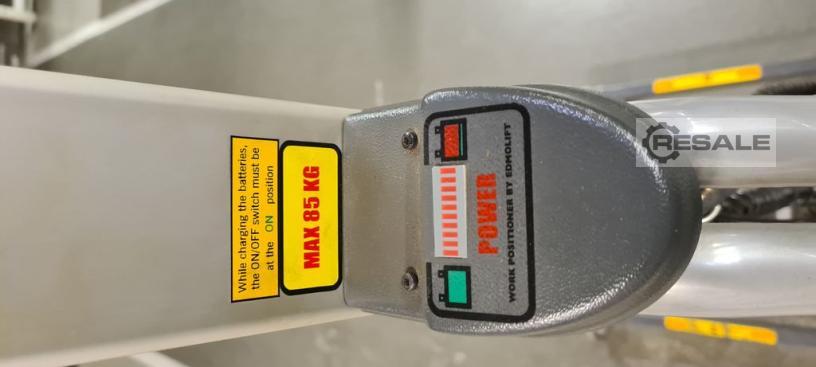 While charging the batteries,
the ON/OFF switch must be
at the ON position
MAX 85 KG
POWER
WORK POSITIONER BY EDMOLIFT
RESALE